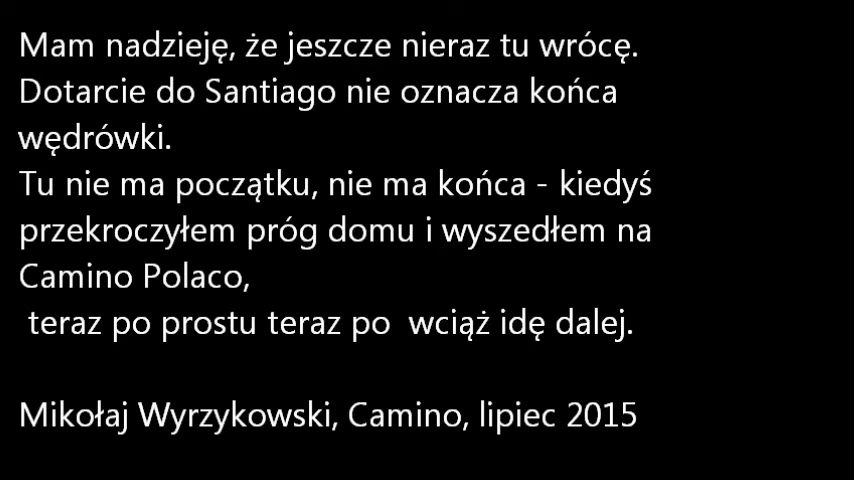 Mam nadzieję, że jeszcze nieraz tu wrócę.
Dotarcie do Santiago nie oznacza końca
wędrówki.
Tu nie ma początku, nie ma końca - kiedyś
przekroczyłem próg domu i wyszedłem na
Camino Polaco,
teraz po prostu teraz po wciąż idę dalej.
Mikołaj Wyrzykowski, Camino, lipiec 2015